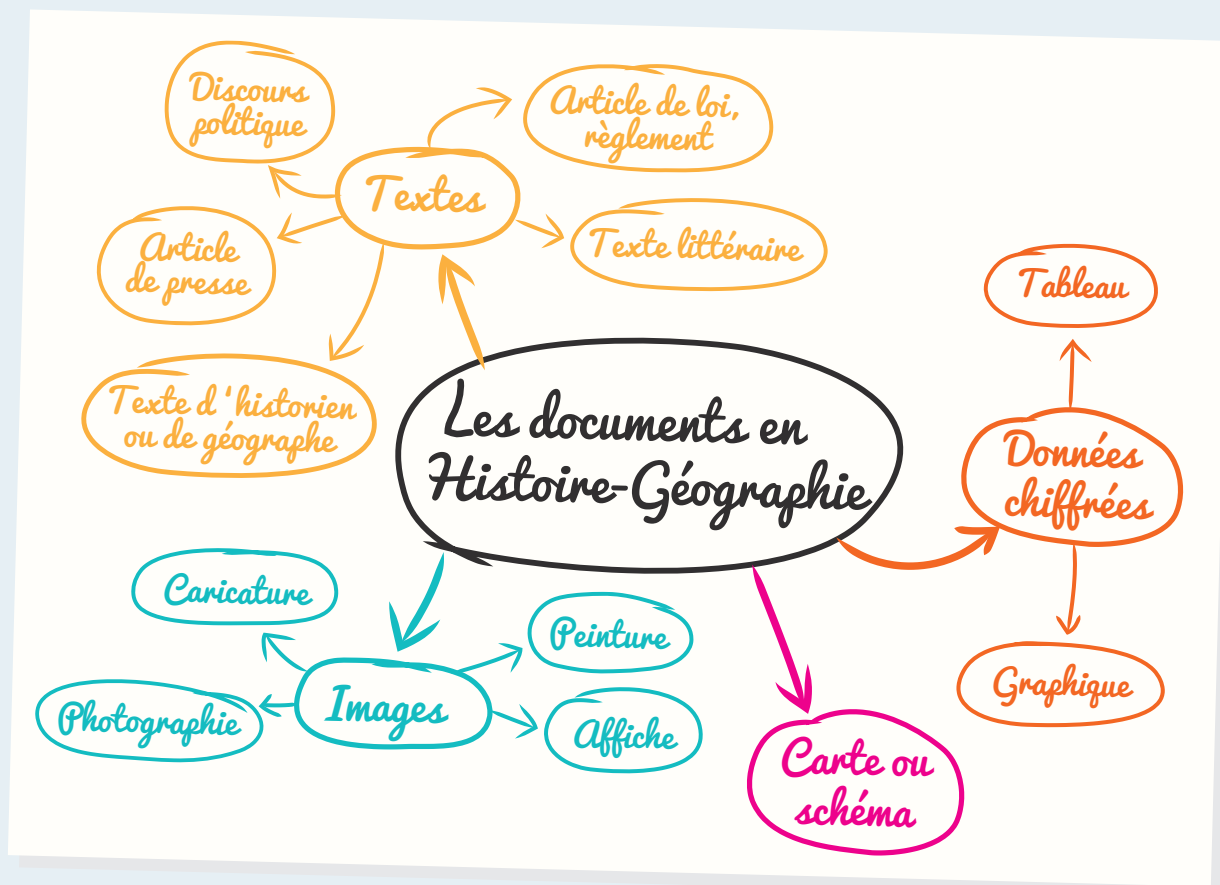 Discours
politique
Article de loi,
règlement
Textes
Article
de presse
Texte littéraire
Texte d'historien
ou de géographe
Tableau
Les documents en
Histoire-Géographie
Données
chiffrées
Caricature
Peinture
Images
Photographie
Affiche
Graphique
Carte ou
schéma